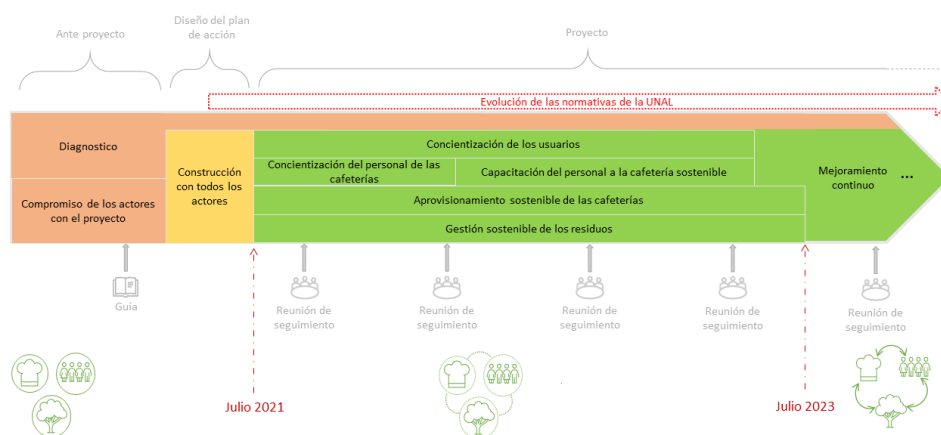 Ante proyecto
Diseño del plan
de acción
Proyecto
Evolución de las normativas de la UNAL
Diagnostico
Compromiso de los actores
con el proyecto
Construcción
con todos los
actores
Concientización de los usuarios
Concientización del personal de las
cafeterías
Capacitación del personal a la cafetería sostenible
Aprovisionamiento sostenible de las cafeterías
Gestión sostenible de los residuos
Mejoramiento
continuo
...
Guía
Reunión de
seguimiento
Reunión de
seguimiento
Reunión de
seguimiento
Reunión de
seguimiento
Reunión de
seguimiento
Julio 2021
Julio 2023